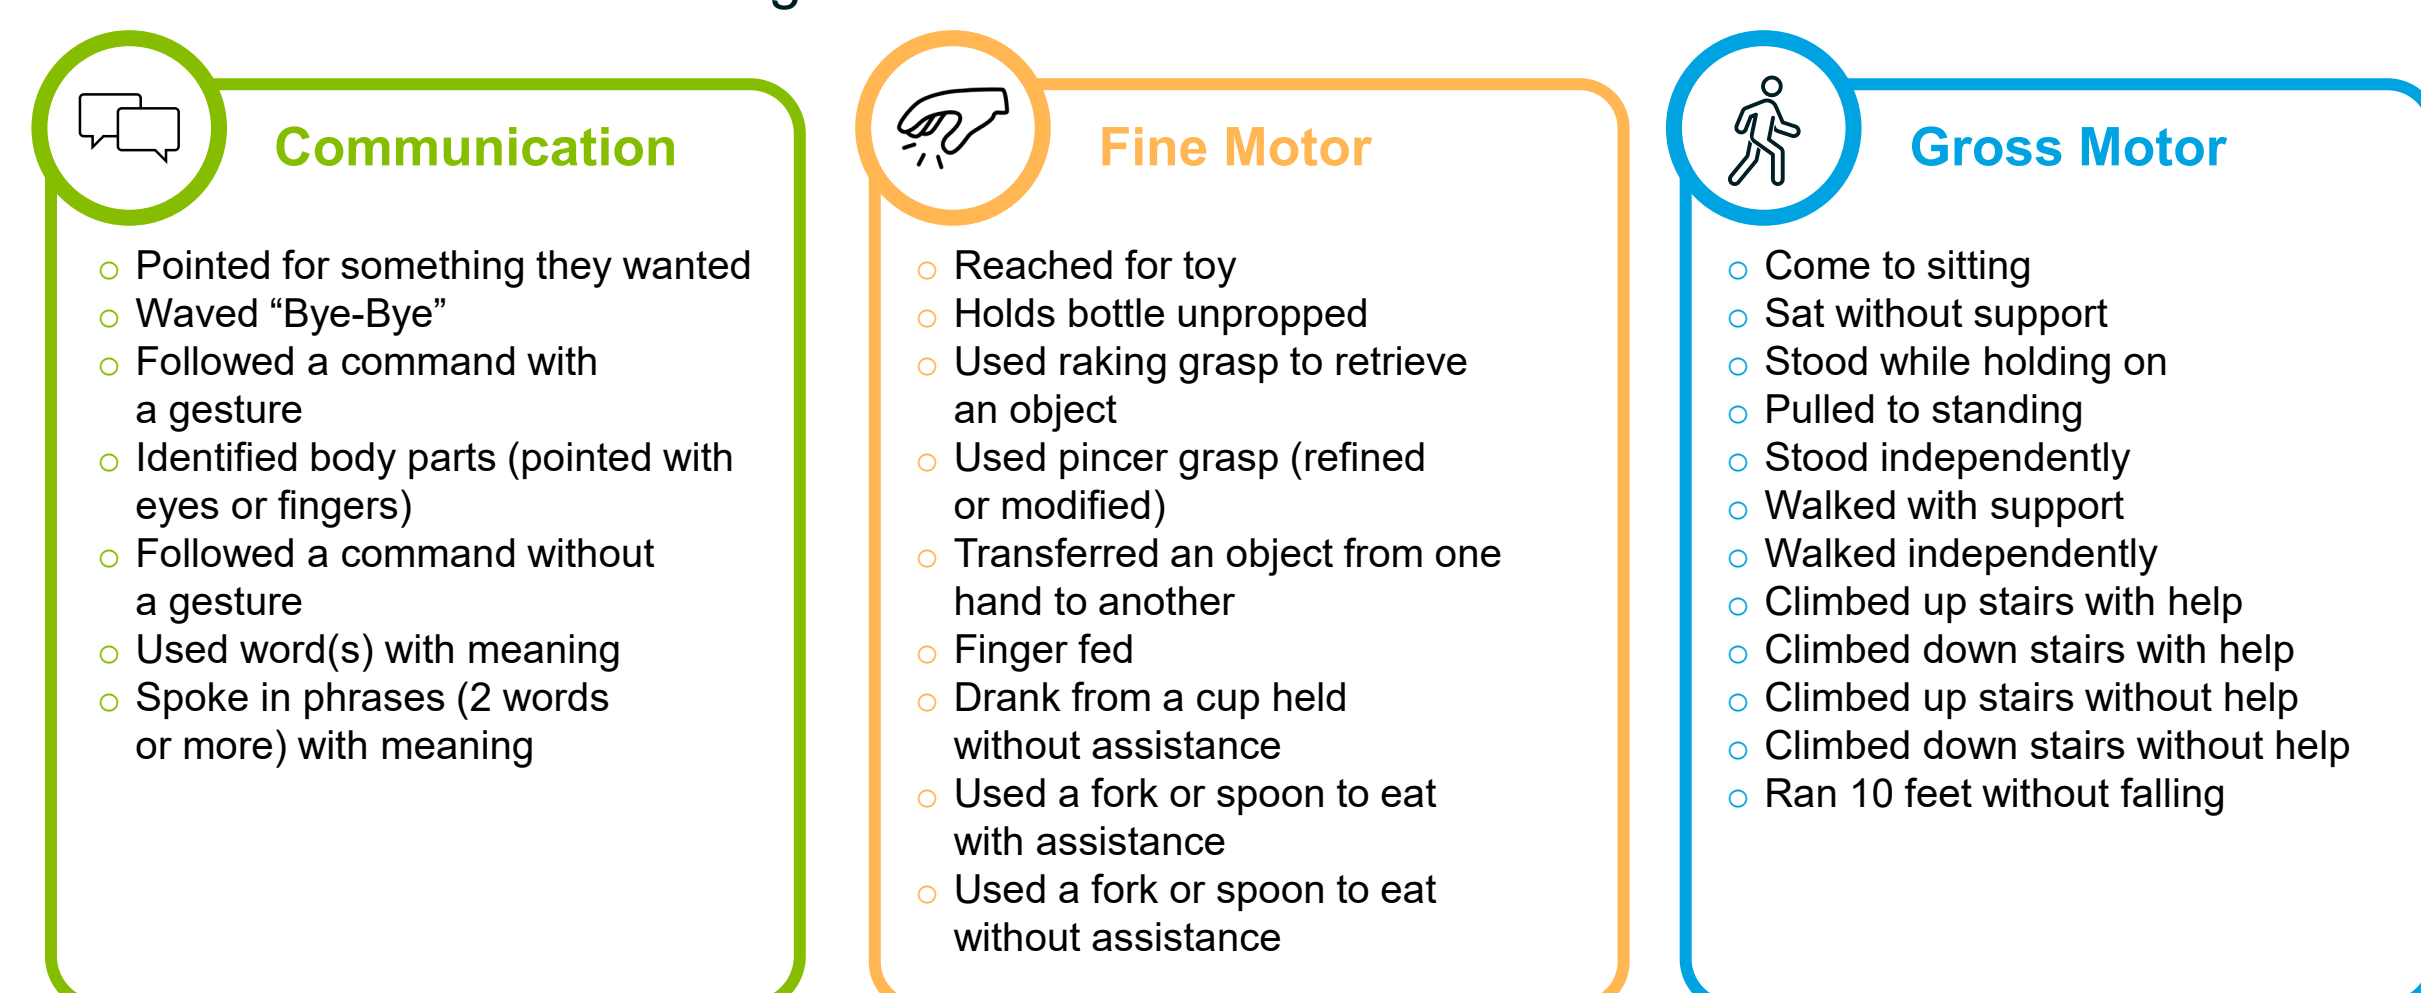 Communication
Pointed for something they wanted
Waved “Bye-Bye”
Followed a command with
a gesture
Identified body parts (pointed with
eyes or fingers)
Followed a command without
a gesture
Used word(s) with meaning
Spoke in phrases (2 words
or more) with meaning
Fine Motor
Reached for toy
Holds bottle unpropped
Used raking grasp to retrieve
an object
Used pincer grasp (refined
or modified)
Transferred an object from one
hand to another
Finger fed
Drank from a cup held
without assistance
Used a fork or spoon to eat
with assistance
Used a fork or spoon to eat
without assistance
Gross Motor
Come to sitting
Sat without support
Stood while holding on
Pulled to standing
Stood independently
Walked with support
Walked independently
Climbed up stairs with help
Climbed down stairs with help
Climbed up stairs without help
Climbed down stairs without help
Ran 10 feet without falling